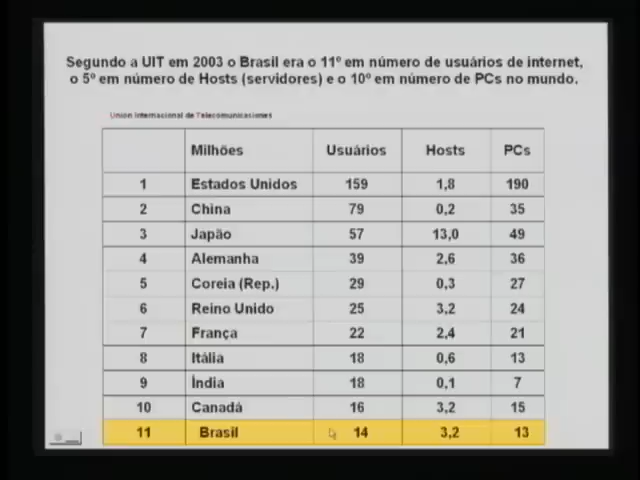 Segundo a UIT em 2003 o Brasil era o 11º em número de usuários de internet,
o 5º em número de Hosts (servidores) e o 10º em número de PCs no mundo.
Union Internacional de Telecomunicaciones
Milhões Usuários Hosts PCs
1 Estados Unidos 159 1,8 190
2 China 79 0,2 35
3 Japão 57 13,0 49
4 Alemanha 39 2,6 36
5 Coreia (Rep.) 29 0,3 27
6 Reino Unido 25 3,2 24
7 França 22 2,4 21
8 Itália 18 0,6 13
9 Índia 18 0,1 7
10 Canadá 16 3,2 15
11 Brasil 14 3,2 13